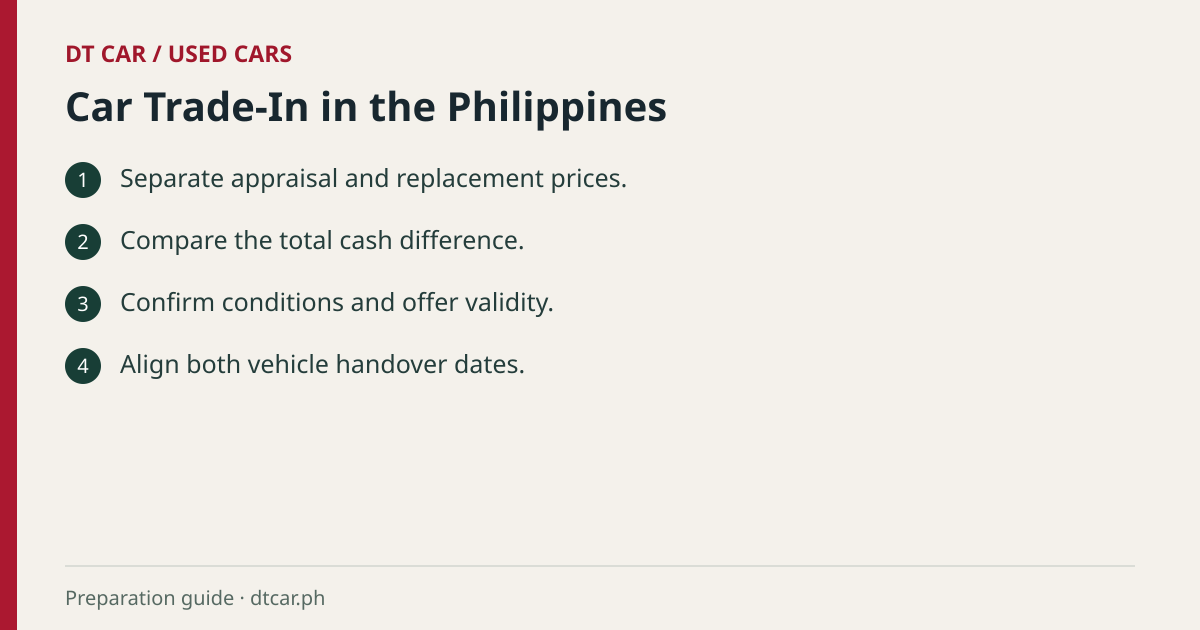 DT CAR / USED CARS
Car Trade-In in the Philippines
1 Separate appraisal and replacement prices.
2 Compare the total cash difference.
3 Confirm conditions and offer validity.
4 Align both vehicle handover dates.
Preparation guide · dtcar.ph